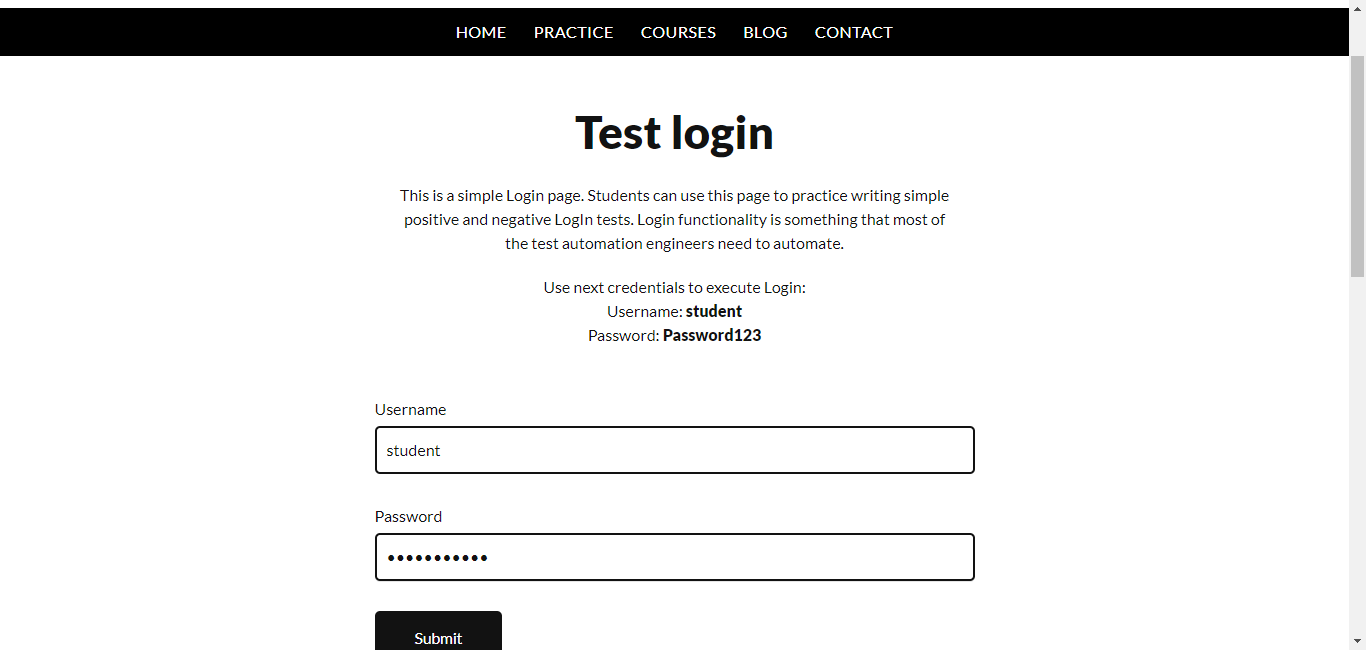 HOME PRACTICE COURSES BLOG CONTACT
Test login
This is a simple Login page. Students can use this page to practice writing simple
positive and negative LogIn tests. Login functionality is something that most of
the test automation engineers need to automate.
Use next credentials to execute Login:
Username: student
Password: Password123
Username
student
Password
•••••••••••
Submit